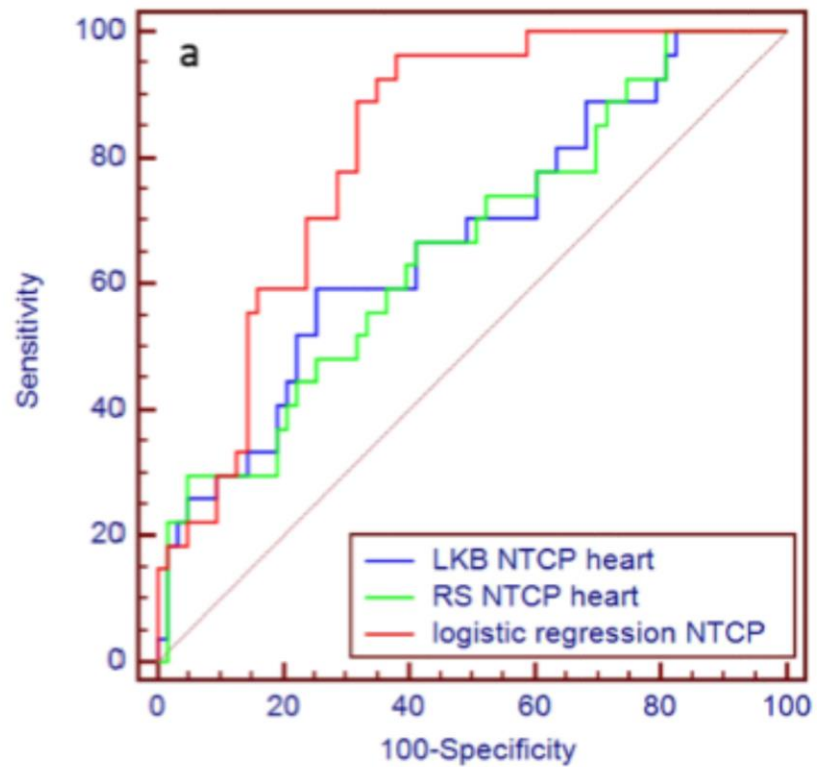 a
100
80
60
40
20
0
Sensitivity
LKB NTCP heart
RS NTCP heart
logistic regression NTCP
0 20 40 60 80 100
100-Specificity